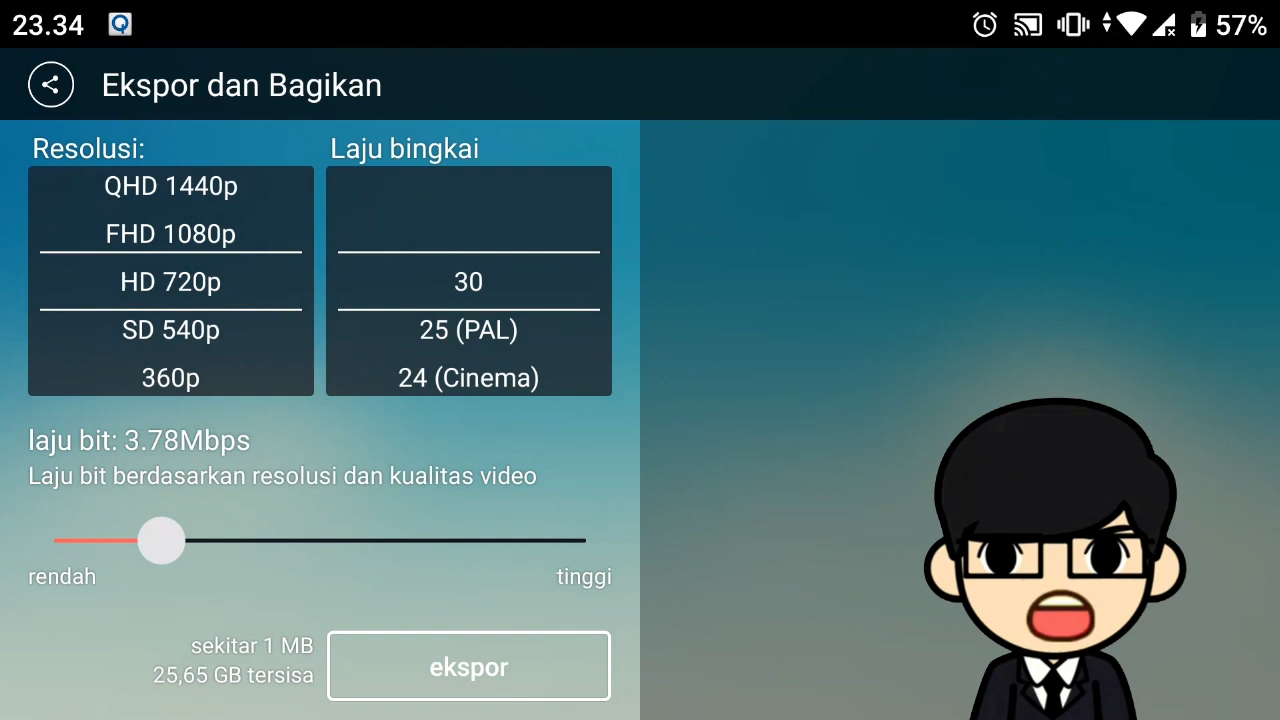 23.34
57%
Ekspor dan Bagikan
Resolusi:
QHD 1440p
FHD 1080p
HD 720p
SD 540p
360p
Laju bingkai
30
25 (PAL)
24 (Cinema)
laju bit: 3.78Mbps
Laju bit berdasarkan resolusi dan kualitas video
rendah
tinggi
sekitar 1 MB
25,65 GB tersisa
ekspor